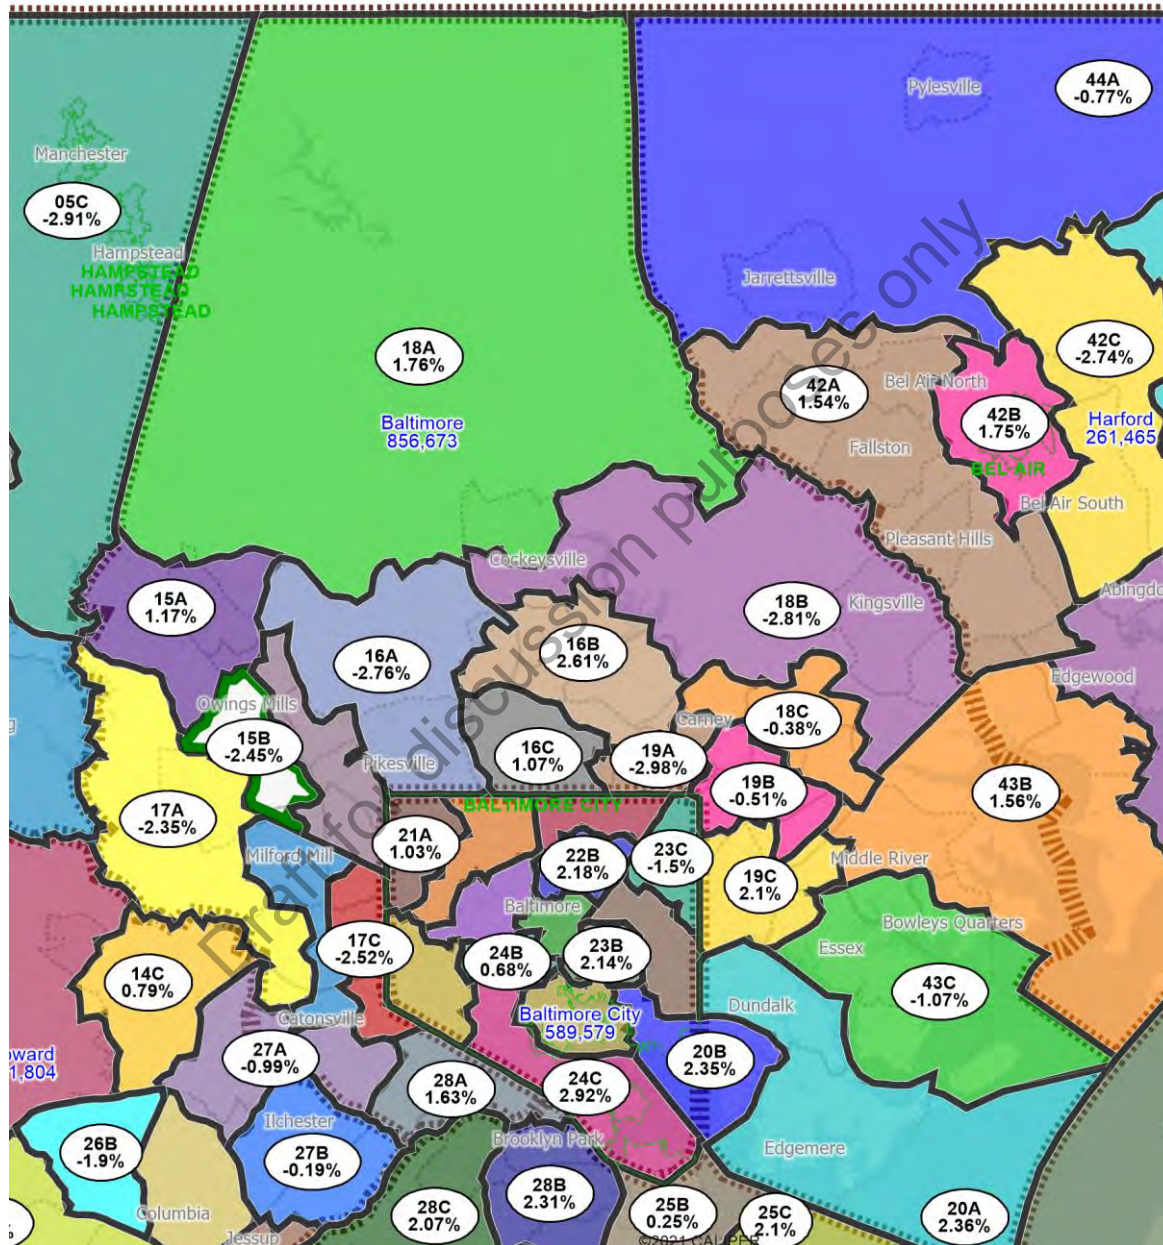 44A
-0.77%
Pylesville
Manchester
05C
-2.91%
Hampstead
HAMPSTEAD
HAMPSTEAD
HAMPSTEAD
Jarrettsville
18A
1.76%
Baltimore
856,673
42A
1.54%
Bel Air North
42C
-2.74%
42B
1.75%
Harford
261,465
Fallston
BEL AIR
Bel Air South
Pleasant Hills
Cockeysville
Abingdo
15A
1.17%
18B
-2.81%
Kingsville
16B
2.61%
16A
-2.76%
Edgewood
Owings Mills
15B
-2.45%
Carney
18C
-0.38%
g
Pikesville
16C
1.07%
19A
-2.98%
19B
-0.51%
43B
1.56%
17A
-2.35%
BALTIMORE CITY
21A
1.03%
22B
2.18%
23C
-1.5%
Milford Mill
Middle River
19C
2.1%
Baltimore
Bowleys Quarters
Essex
17C
-2.52%
24B
0.68%
23B
2.14%
14C
0.79%
43C
-1.07%
Dundalk
Baltimore City
589,579
Catonsville
27A
-0.99%
20B
2.35%
oward
1,804
28A
1.63%
24C
2.92%
Ilchester
Brooklyn Park
26B
-1.9%
27B
-0.19%
Edgemere
28B
2.31%
Columbia
28C
2.07%
25B
0.25%
25C
2.1%
20A
2.36%
%
Jessup
©2021 CALIPER
Draft for discussion purposes only